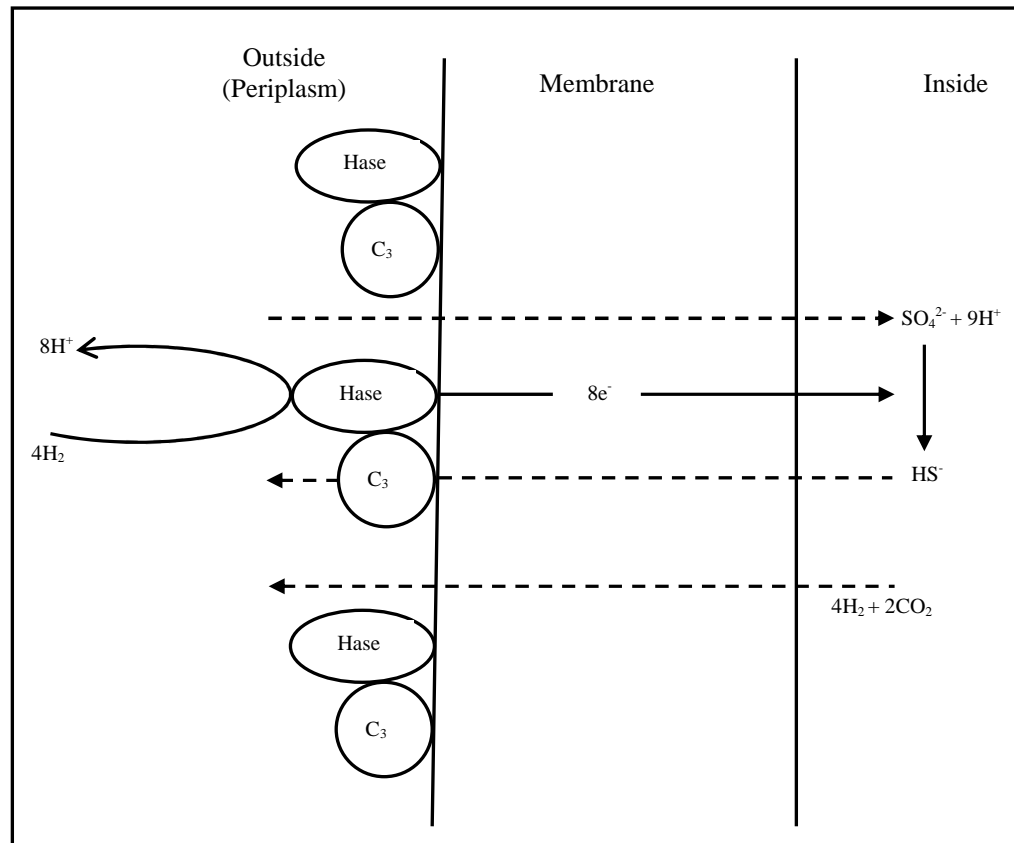 Outside
(Periplasm)
Membrane
Inside
Hase
C₃
SO₄²⁻ + 9H⁺
8H⁺
Hase
8e⁻
4H₂
C₃
HS⁻
4H₂ + 2CO₂
Hase
C₃